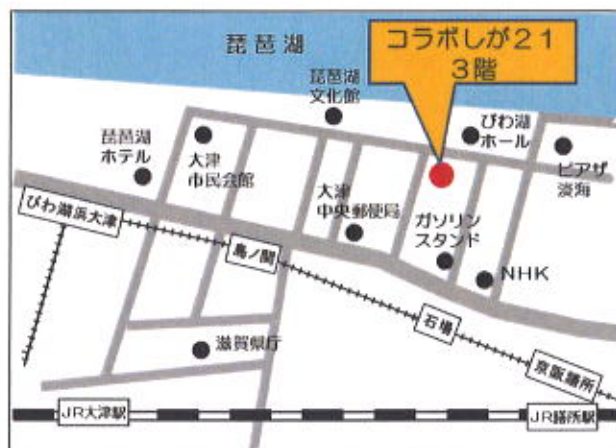 琵琶湖
コラボしが２１
３階
琵琶湖
文化館
びわ湖
ホール
ピアザ
淡海
琵琶湖
ホテル
大津
市民会館
大津
中央郵便局
ガソリン
スタンド
NHK
びわ湖浜大津
島ノ関
石場
京阪膳所
滋賀県庁
JR大津駅
JR膳所駅